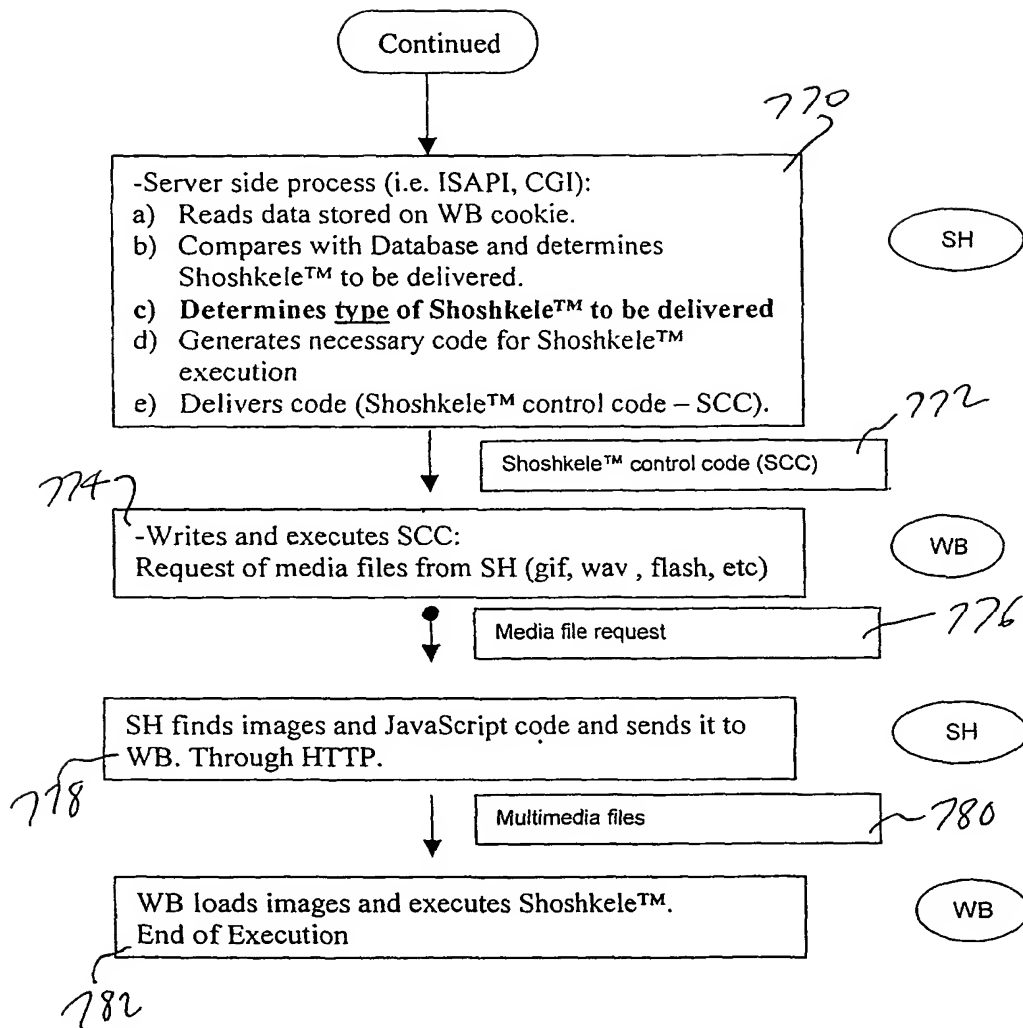 Continued
770
-Server side process (i.e. ISAPI, CGI):
a) Reads data stored on WB cookie.
b) Compares with Database and determines
Shoshkele™ to be delivered.
c) Determines type of Shoshkele™ to be delivered
d) Generates necessary code for Shoshkele™
execution
e) Delivers code (Shoshkele™ control code – SCC).
SH
772
Shoshkele™ control code (SCC)
774
-Writes and executes SCC:
Request of media files from SH (gif, wav , flash, etc)
WB
Media file request
776
SH finds images and JavaScript code and sends it to
WB. Through HTTP.
SH
778
Multimedia files
780
WB loads images and executes Shoshkele™.
End of Execution
WB
782